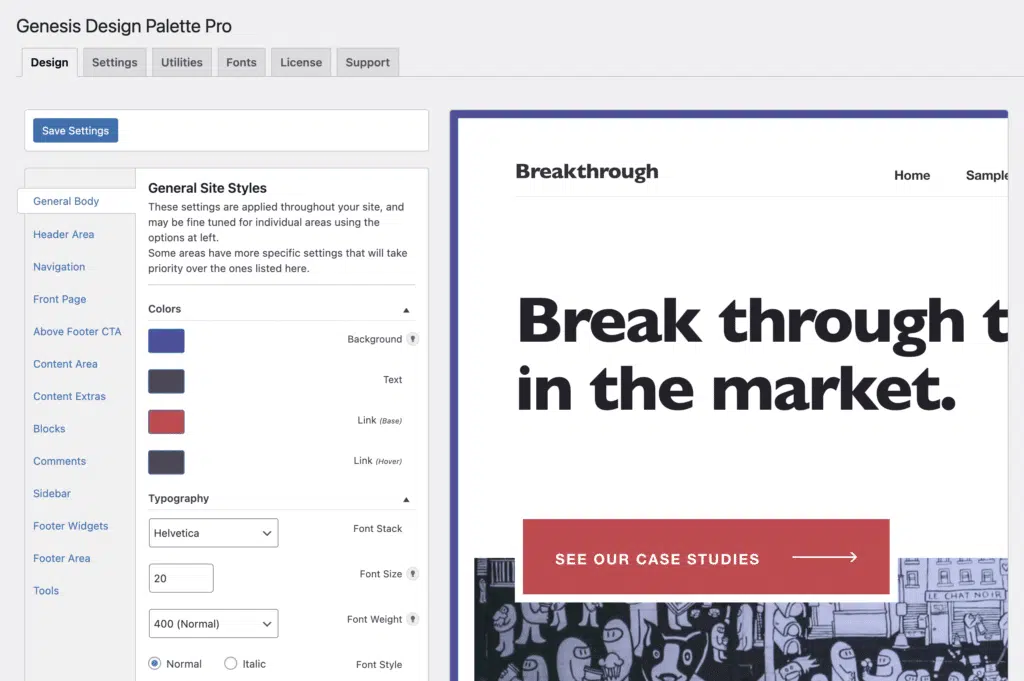 Genesis Design Palette Pro
Design Settings Utilities Fonts License Support
Save Settings
General Body
Header Area
Navigation
Front Page
Above Footer CTA
Content Area
Content Extras
Blocks
Comments
Sidebar
Footer Widgets
Footer Area
Tools
General Site Styles
These settings are applied throughout your site, and
may be fine tuned for individual areas using the
options at left.
Some areas have more specific settings that will take
priority over the ones listed here.
Colors
Background
Text
Link (Base)
Link (Hover)
Typography
Helvetica Font Stack
20 Font Size
400 (Normal) Font Weight
Normal Italic Font Style
Breakthrough
Home Sample
Break through t
in the market.
SEE OUR CASE STUDIES
LE CHAT NOIR